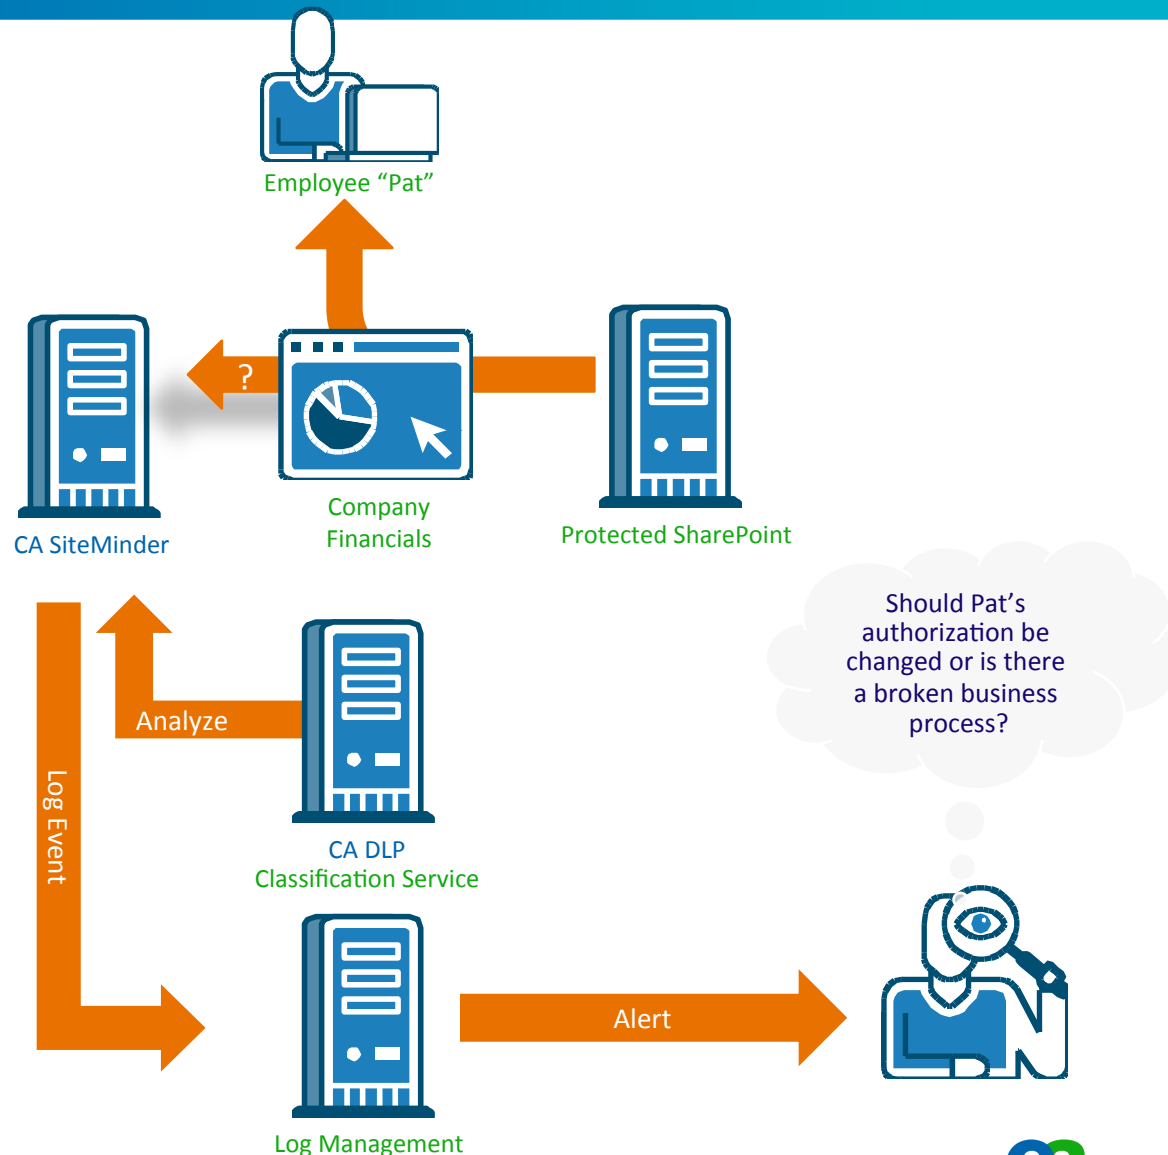 Employee “Pat”
?
Company
Financials
CA SiteMinder
Protected SharePoint
Should Pat’s
authorization be
changed or is there
a broken business
process?
Analyze
Log Event
CA DLP
Classification Service
Alert
Log Management